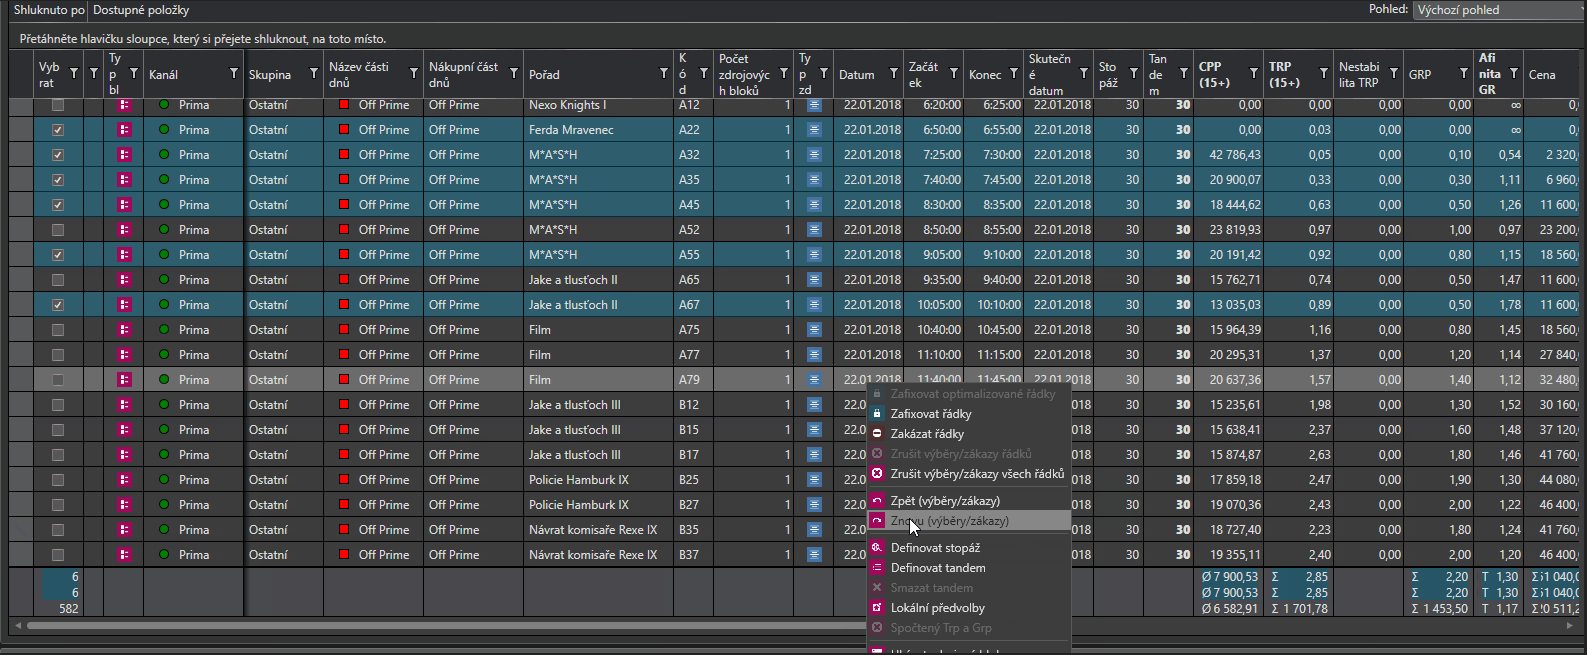 Shluknuto po Dostupné položky Pohled: Výchozí pohled
Přetáhněte hlavičku sloupce, který si přejete shluknout, na toto místo.
Vyb rat Ty p bl Kanál Skupina Název části dnů Nákupní část dnů Pořad K ó d Počet zdrojovýc h bloků Ty p zd Datum Začát ek Konec Skutečn é datum Sto páž Tan de m CPP (15+) TRP (15+) Nestabi lita TRP GRP Afi nita GR Cena
Prima Ostatní Off Prime Off Prime Nexo Knights I A12 1 22.01.2018 6:20:00 6:25:00 22.01.2018 30 30 0,00 0,00 0,00 0,00 ∞ 0,
Prima Ostatní Off Prime Off Prime Ferda Mravenec A22 1 22.01.2018 6:50:00 6:55:00 22.01.2018 30 30 0,00 0,03 0,00 0,00 ∞ 0,
Prima Ostatní Off Prime Off Prime M*A*S*H A32 1 22.01.2018 7:25:00 7:30:00 22.01.2018 30 30 42 786,43 0,05 0,00 0,10 0,54 2 320,
Prima Ostatní Off Prime Off Prime M*A*S*H A35 1 22.01.2018 7:40:00 7:45:00 22.01.2018 30 30 20 900,07 0,33 0,00 0,30 1,11 6 960,
Prima Ostatní Off Prime Off Prime M*A*S*H A45 1 22.01.2018 8:30:00 8:35:00 22.01.2018 30 30 18 444,62 0,63 0,00 0,50 1,26 11 600,
Prima Ostatní Off Prime Off Prime M*A*S*H A52 1 22.01.2018 8:50:00 8:55:00 22.01.2018 30 30 23 819,93 0,97 0,00 1,00 0,97 23 200,
Prima Ostatní Off Prime Off Prime M*A*S*H A55 1 22.01.2018 9:05:00 9:10:00 22.01.2018 30 30 20 191,42 0,92 0,00 0,80 1,15 18 560,
Prima Ostatní Off Prime Off Prime Jake a tlusťoch II A65 1 22.01.2018 9:35:00 9:40:00 22.01.2018 30 30 15 762,71 0,74 0,00 0,50 1,47 11 600,
Prima Ostatní Off Prime Off Prime Jake a tlusťoch II A67 1 22.01.2018 10:05:00 10:10:00 22.01.2018 30 30 13 035,03 0,89 0,00 0,50 1,78 11 600,
Prima Ostatní Off Prime Off Prime Film A75 1 22.01.2018 10:40:00 10:45:00 22.01.2018 30 30 15 964,39 1,16 0,00 0,80 1,45 18 560,
Prima Ostatní Off Prime Off Prime Film A77 1 22.01.2018 11:10:00 11:15:00 22.01.2018 30 30 20 295,31 1,37 0,00 1,20 1,14 27 840,
Prima Ostatní Off Prime Off Prime Film A79 1 22.01.2018 11:40:00 11:45:00 22.01.2018 30 30 20 637,36 1,57 0,00 1,40 1,12 32 480,
Prima Ostatní Off Prime Off Prime Jake a tlusťoch III B12 1 22.0 018 30 30 15 235,61 1,98 0,00 1,30 1,52 30 160,
Prima Ostatní Off Prime Off Prime Jake a tlusťoch III B15 1 22.0 018 30 30 15 638,41 2,37 0,00 1,60 1,48 37 120,
Prima Ostatní Off Prime Off Prime Jake a tlusťoch III B17 1 22.0 018 30 30 15 874,87 2,63 0,00 1,80 1,46 41 760,
Prima Ostatní Off Prime Off Prime Policie Hamburk IX B25 1 22.0 018 30 30 17 859,18 2,47 0,00 1,90 1,30 44 080,
Prima Ostatní Off Prime Off Prime Policie Hamburk IX B27 1 22.0 018 30 30 19 070,36 2,43 0,00 2,00 1,22 46 400,
Prima Ostatní Off Prime Off Prime Návrat komisaře Rexe IX B35 1 22.0 018 30 30 18 727,40 2,23 0,00 1,80 1,24 41 760,
Prima Ostatní Off Prime Off Prime Návrat komisaře Rexe IX B37 1 22.0 018 30 30 19 355,11 2,40 0,00 2,00 1,20 46 400,
6 Ø 7 900,53 Σ 2,85 Σ 2,20 T 1,30 Σ 1 040,
6 Ø 7 900,53 Σ 2,85 Σ 2,20 T 1,30 Σ 1 040,
582 Ø 6 582,91 Σ 1 701,78 Σ 1 453,50 T 1,17 Σ 0 511,2
Zafixovat optimalizované řádky
Zafixovat řádky
Zakázat řádky
Zrušit výběry/zákazy řádků
Zrušit výběry/zákazy všech řádků
Zpět (výběry/zákazy)
Znovu (výběry/zákazy)
Definovat stopáž
Definovat tandem
Smazat tandem
Lokální předvolby
Spočtený Trp a Grp